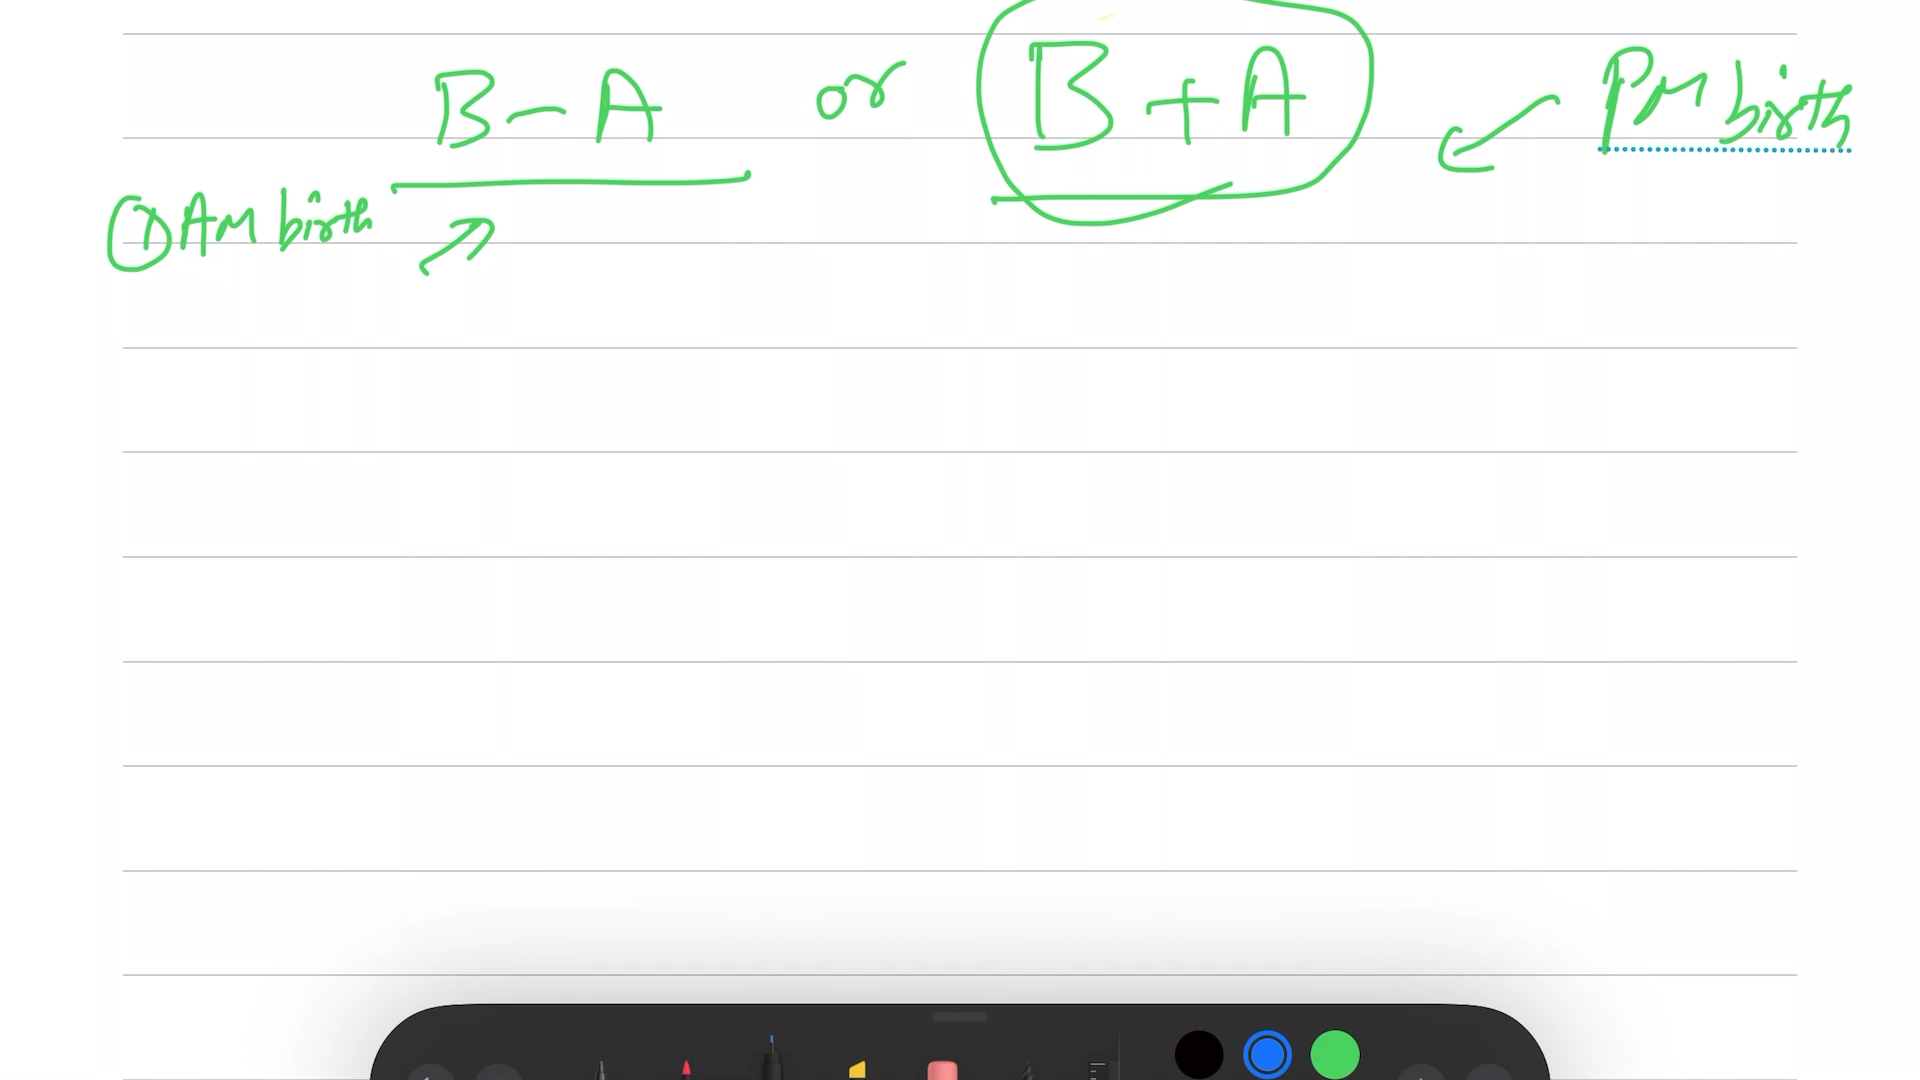 B - A or B + A PM birth
① AM birth